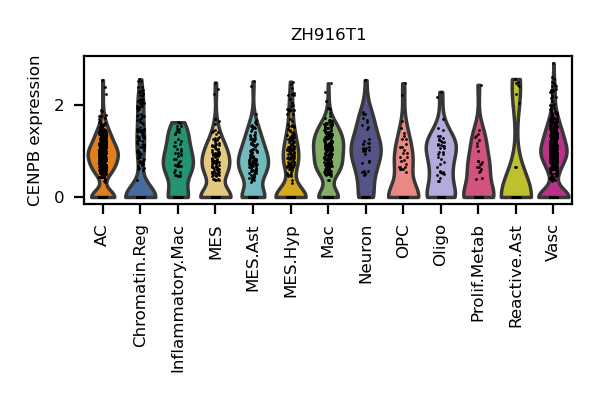 ZH916T1
CENPB expression
2
0
AC
Chromatin.Reg
Inflammatory.Mac
MES
MES.Ast
MES.Hyp
Mac
Neuron
OPC
Oligo
Prolif.Metab
Reactive.Ast
Vasc